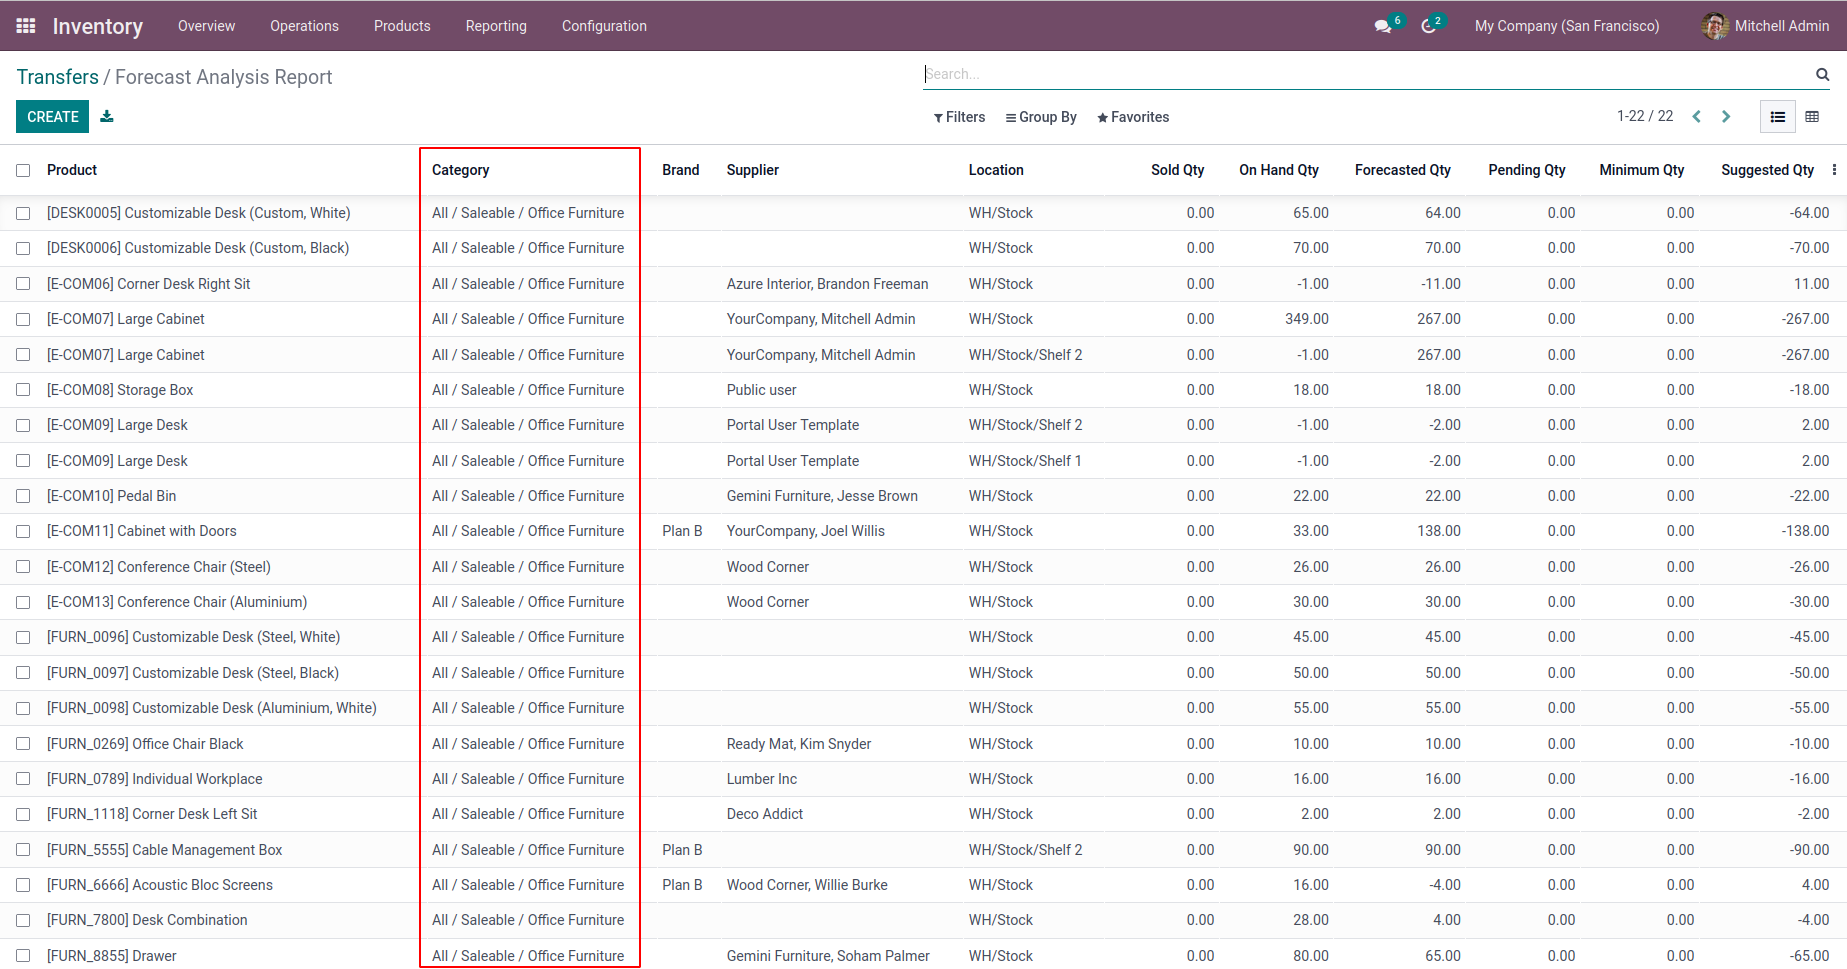 Inventory Overview Operations Products Reporting Configuration 6 2 My Company (San Francisco) Mitchell Admin
Transfers / Forecast Analysis Report Search...
CREATE Filters Group By Favorites 1-22 / 22
Product Category Brand Supplier Location Sold Qty On Hand Qty Forecasted Qty Pending Qty Minimum Qty Suggested Qty
[DESK0005] Customizable Desk (Custom, White) All / Saleable / Office Furniture WH/Stock 0.00 65.00 64.00 0.00 0.00 -64.00
[DESK0006] Customizable Desk (Custom, Black) All / Saleable / Office Furniture WH/Stock 0.00 70.00 70.00 0.00 0.00 -70.00
[E-COM06] Corner Desk Right Sit All / Saleable / Office Furniture Azure Interior, Brandon Freeman WH/Stock 0.00 -1.00 -11.00 0.00 0.00 11.00
[E-COM07] Large Cabinet All / Saleable / Office Furniture YourCompany, Mitchell Admin WH/Stock 0.00 349.00 267.00 0.00 0.00 -267.00
[E-COM07] Large Cabinet All / Saleable / Office Furniture YourCompany, Mitchell Admin WH/Stock/Shelf 2 0.00 -1.00 267.00 0.00 0.00 -267.00
[E-COM08] Storage Box All / Saleable / Office Furniture Public user WH/Stock 0.00 18.00 18.00 0.00 0.00 -18.00
[E-COM09] Large Desk All / Saleable / Office Furniture Portal User Template WH/Stock/Shelf 2 0.00 -1.00 -2.00 0.00 0.00 2.00
[E-COM09] Large Desk All / Saleable / Office Furniture Portal User Template WH/Stock/Shelf 1 0.00 -1.00 -2.00 0.00 0.00 2.00
[E-COM10] Pedal Bin All / Saleable / Office Furniture Gemini Furniture, Jesse Brown WH/Stock 0.00 22.00 22.00 0.00 0.00 -22.00
[E-COM11] Cabinet with Doors All / Saleable / Office Furniture Plan B YourCompany, Joel Willis WH/Stock 0.00 33.00 138.00 0.00 0.00 -138.00
[E-COM12] Conference Chair (Steel) All / Saleable / Office Furniture Wood Corner WH/Stock 0.00 26.00 26.00 0.00 0.00 -26.00
[E-COM13] Conference Chair (Aluminium) All / Saleable / Office Furniture Wood Corner WH/Stock 0.00 30.00 30.00 0.00 0.00 -30.00
[FURN_0096] Customizable Desk (Steel, White) All / Saleable / Office Furniture WH/Stock 0.00 45.00 45.00 0.00 0.00 -45.00
[FURN_0097] Customizable Desk (Steel, Black) All / Saleable / Office Furniture WH/Stock 0.00 50.00 50.00 0.00 0.00 -50.00
[FURN_0098] Customizable Desk (Aluminium, White) All / Saleable / Office Furniture WH/Stock 0.00 55.00 55.00 0.00 0.00 -55.00
[FURN_0269] Office Chair Black All / Saleable / Office Furniture Ready Mat, Kim Snyder WH/Stock 0.00 10.00 10.00 0.00 0.00 -10.00
[FURN_0789] Individual Workplace All / Saleable / Office Furniture Lumber Inc WH/Stock 0.00 16.00 16.00 0.00 0.00 -16.00
[FURN_1118] Corner Desk Left Sit All / Saleable / Office Furniture Deco Addict WH/Stock 0.00 2.00 2.00 0.00 0.00 -2.00
[FURN_5555] Cable Management Box All / Saleable / Office Furniture Plan B WH/Stock/Shelf 2 0.00 90.00 90.00 0.00 0.00 -90.00
[FURN_6666] Acoustic Bloc Screens All / Saleable / Office Furniture Plan B Wood Corner, Willie Burke WH/Stock 0.00 16.00 -4.00 0.00 0.00 4.00
[FURN_7800] Desk Combination All / Saleable / Office Furniture WH/Stock 0.00 28.00 4.00 0.00 0.00 -4.00
[FURN_8855] Drawer All / Saleable / Office Furniture Gemini Furniture, Soham Palmer WH/Stock 0.00 80.00 65.00 0.00 0.00 -65.00